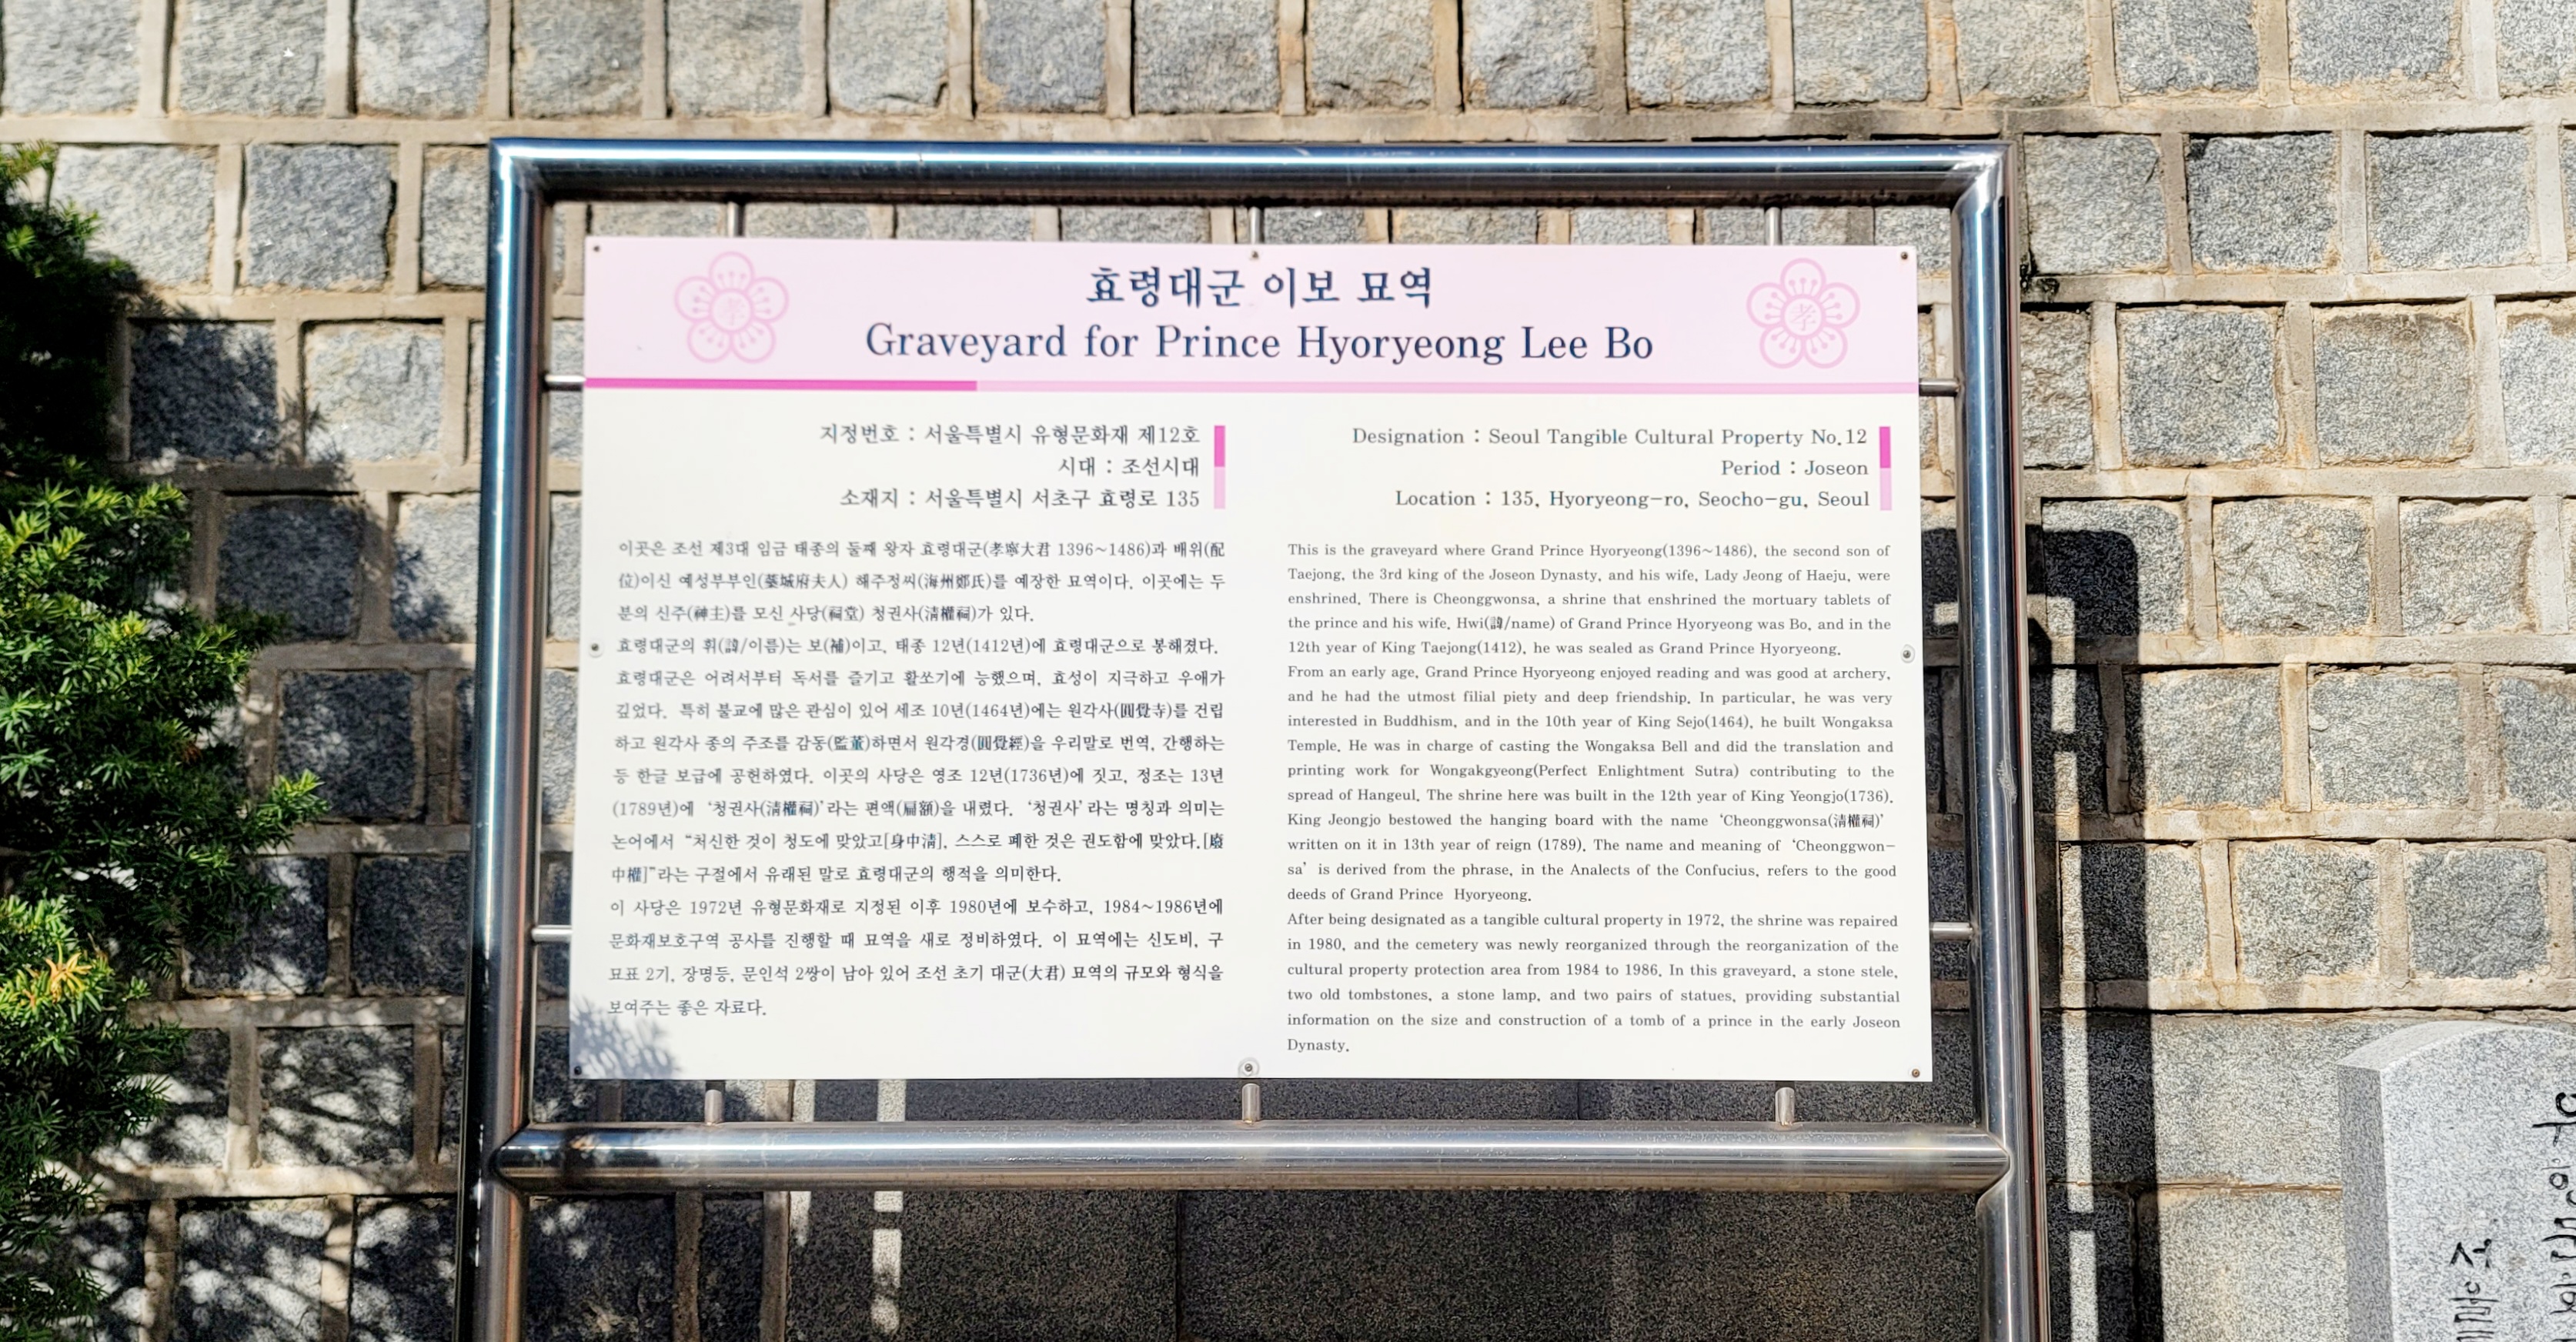 효령대군 이보 묘역
Graveyard for Prince Hyoryeong Lee Bo
孝
孝
지정번호 : 서울특별시 유형문화재 제12호
시대 : 조선시대
소재지 : 서울특별시 서초구 효령로 135
이곳은 조선 제3대 임금 태종의 둘째 왕자 효령대군(孝寧大君 1396~1486)과 배위(配
位)이신 예성부부인(蘂城府夫人) 해주정씨(海州鄭氏)를 예장한 묘역이다. 이곳에는 두
분의 신주(神主)를 모신 사당(祠堂) 청권사(淸權祠)가 있다.
효령대군의 휘(諱/이름)는 보(補)이고, 태종 12년(1412년)에 효령대군으로 봉해졌다.
효령대군은 어려서부터 독서를 즐기고 활쏘기에 능했으며, 효성이 지극하고 우애가
깊었다. 특히 불교에 많은 관심이 있어 세조 10년(1464년)에는 원각사(圓覺寺)를 건립
하고 원각사 종의 주조를 감동(監董)하면서 원각경(圓覺經)을 우리말로 번역, 간행하는
등 한글 보급에 공헌하였다. 이곳의 사당은 영조 12년(1736년)에 짓고, 정조는 13년
(1789년)에 ‘청권사(淸權祠)’라는 편액(扁額)을 내렸다. ‘청권사’라는 명칭과 의미는
논어에서 “처신한 것이 청도에 맞았고[身中淸], 스스로 폐한 것은 권도함에 맞았다.[廢
中權]”라는 구절에서 유래된 말로 효령대군의 행적을 의미한다.
이 사당은 1972년 유형문화재로 지정된 이후 1980년에 보수하고, 1984~1986년에
문화재보호구역 공사를 진행할 때 묘역을 새로 정비하였다. 이 묘역에는 신도비, 구
묘표 2기, 장명등, 문인석 2쌍이 남아 있어 조선 초기 대군(大君) 묘역의 규모와 형식을
보여주는 좋은 자료다.
Designation : Seoul Tangible Cultural Property No.12
Period : Joseon
Location : 135, Hyoryeong-ro, Seocho-gu, Seoul
This is the graveyard where Grand Prince Hyoryeong(1396~1486), the second son of
Taejong, the 3rd king of the Joseon Dynasty, and his wife, Lady Jeong of Haeju, were
enshrined. There is Cheonggwonsa, a shrine that enshrined the mortuary tablets of
the prince and his wife. Hwi(諱/name) of Grand Prince Hyoryeong was Bo, and in the
12th year of King Taejong(1412), he was sealed as Grand Prince Hyoryeong.
From an early age, Grand Prince Hyoryeong enjoyed reading and was good at archery,
and he had the utmost filial piety and deep friendship. In particular, he was very
interested in Buddhism, and in the 10th year of King Sejo(1464), he built Wongaksa
Temple. He was in charge of casting the Wongaksa Bell and did the translation and
printing work for Wongakgyeong(Perfect Enlightment Sutra) contributing to the
spread of Hangeul. The shrine here was built in the 12th year of King Yeongjo(1736).
King Jeongjo bestowed the hanging board with the name ‘Cheonggwonsa(淸權祠)’
written on it in 13th year of reign (1789). The name and meaning of ‘Cheonggwon-
sa’ is derived from the phrase, in the Analects of the Confucius, refers to the good
deeds of Grand Prince Hyoryeong.
After being designated as a tangible cultural property in 1972, the shrine was repaired
in 1980, and the cemetery was newly reorganized through the reorganization of the
cultural property protection area from 1984 to 1986. In this graveyard, a stone stele,
two old tombstones, a stone lamp, and two pairs of statues, providing substantial
information on the size and construction of a tomb of a prince in the early Joseon
Dynasty.